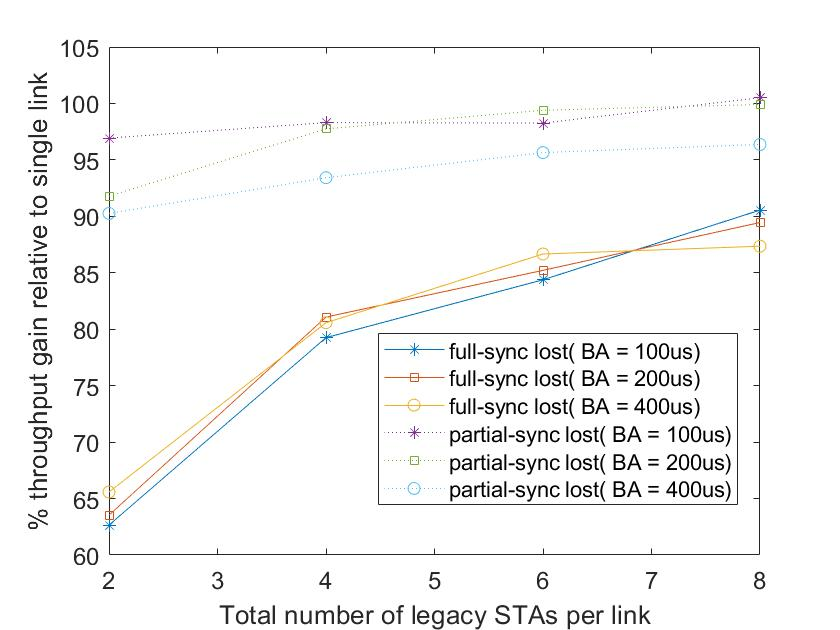 105
100
95
90
85
80
75
70
65
60
% throughput gain relative to single link
full-sync lost( BA = 100us)
full-sync lost( BA = 200us)
full-sync lost( BA = 400us)
partial-sync lost( BA = 100us)
partial-sync lost( BA = 200us)
partial-sync lost( BA = 400us)
2 3 4 5 6 7 8
Total number of legacy STAs per link